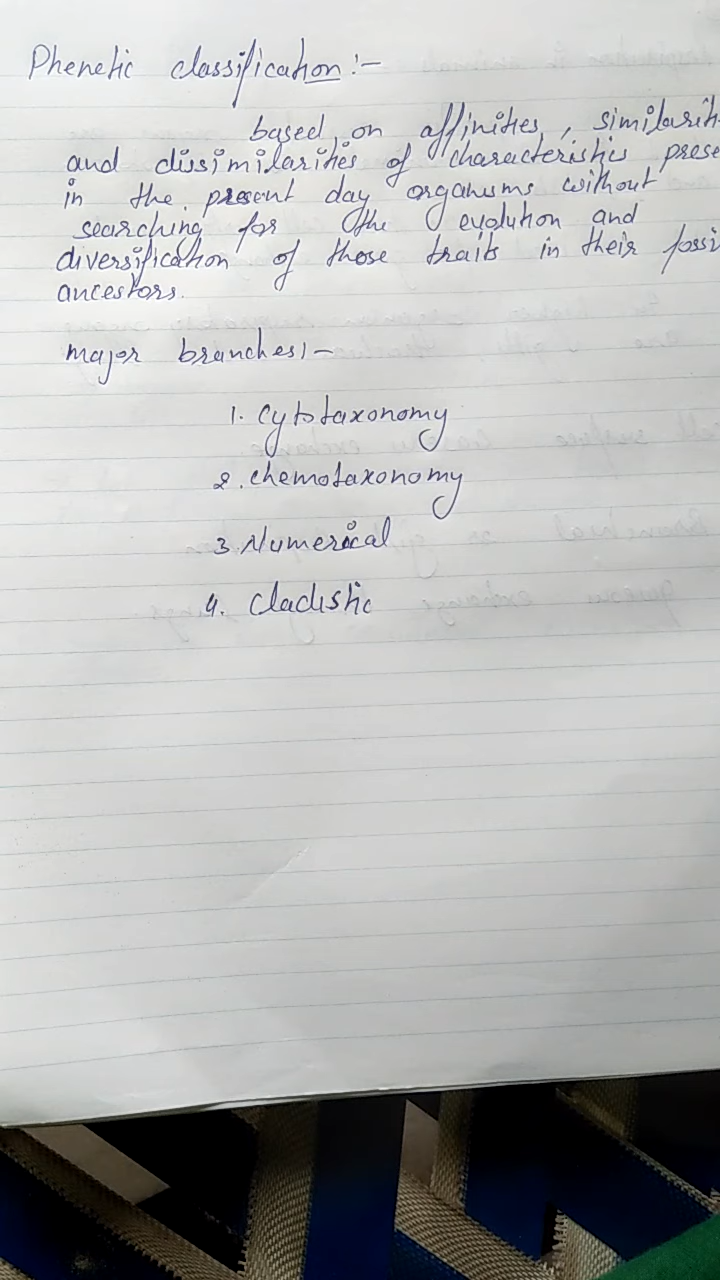 Phenetic classification :-
based on affinities, similarit
and dissimilarities of characteristics prese
in the present day organisms without
searching for the evolution and
diversification of those traits in their fossi
ancestors.
major branches :-
1. Cytotaxonomy
2. chemotaxonomy
3. Numerical
4. Cladistic